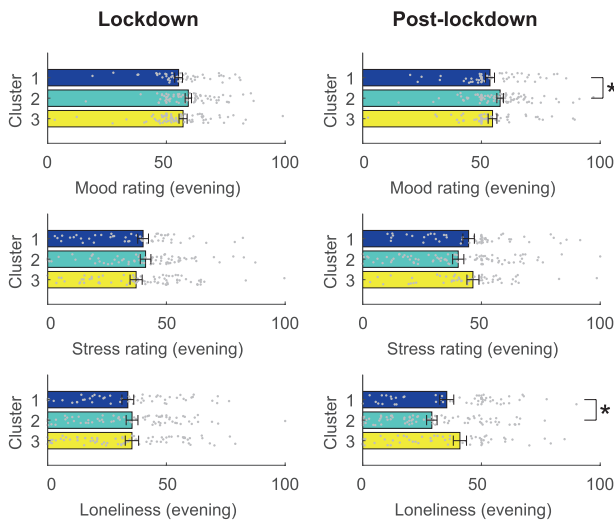 Lockdown
Post-lockdown
Cluster
1
2
3
0
50
100
Mood rating (evening)
Cluster
1
2
3
0
50
100
Mood rating (evening)
*
Cluster
1
2
3
0
50
100
Stress rating (evening)
Cluster
1
2
3
0
50
100
Stress rating (evening)
Cluster
1
2
3
0
50
100
Loneliness (evening)
Cluster
1
2
3
0
50
100
Loneliness (evening)
*